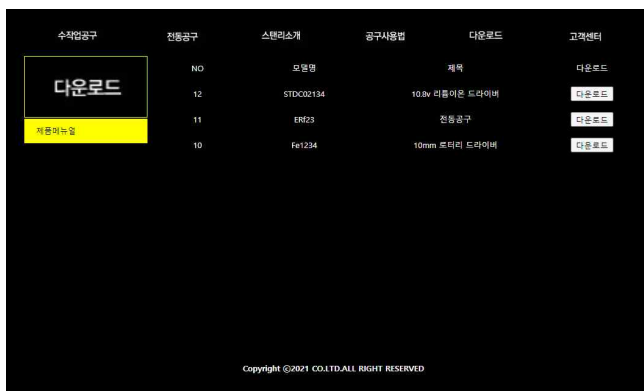 수작업공구 전동공구 스탠리소개 공구사용법 다운로드 고객센터
다운로드
제품메뉴얼
NO 모델명 제목 다운로드
12 STDC02134 10.8v 리튬이온 드라이버 다운로드
11 ERf23 전동공구 다운로드
10 Fe1234 10mm 로터리 드라이버 다운로드
Copyright ©2021 CO.LTD.ALL RIGHT RESERVED